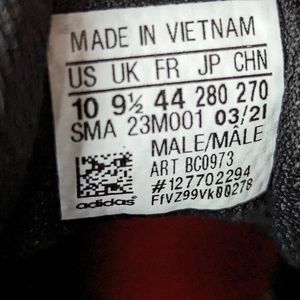 MADE IN VIETNAM
US UK FR JP CHN
10 9½ 44 280 270
SMA 23M001 03/21
MALE/MÂLE
ART BC0973
#127702294
FfVZ99Vk00278
adidas